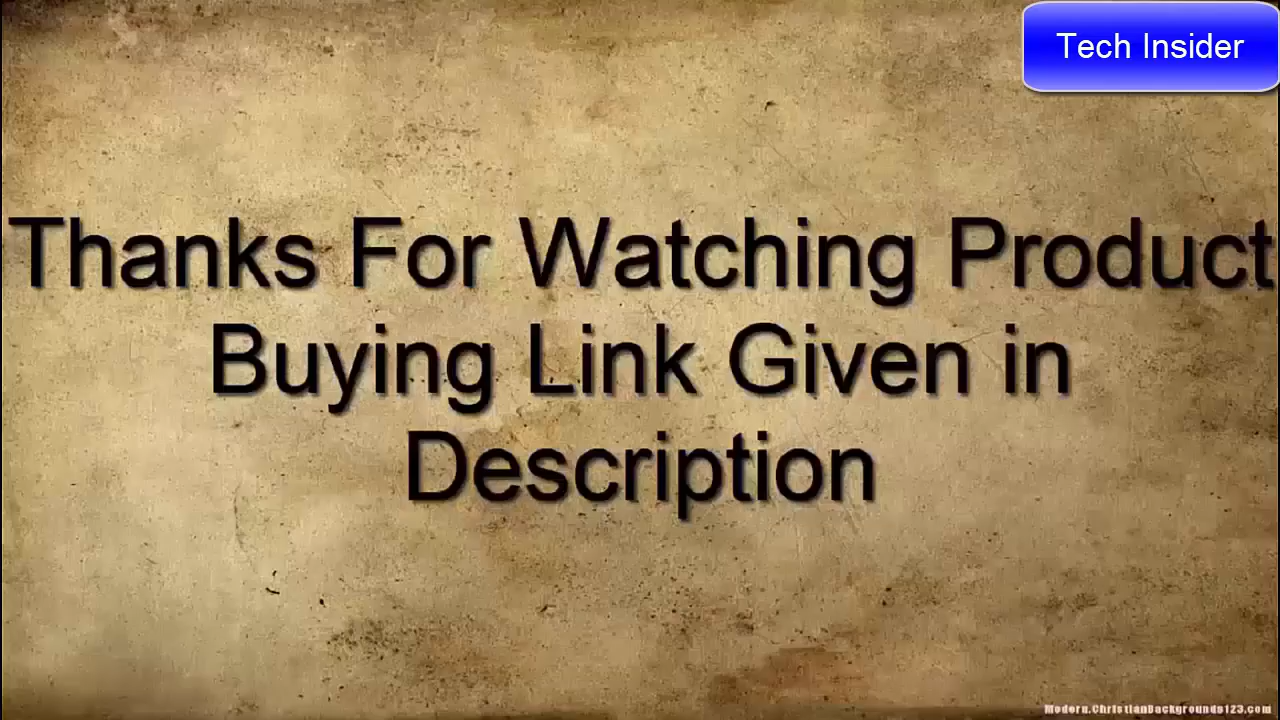 Tech Insider
Thanks For Watching Product
Buying Link Given in
Description
Modern.ChristianBackgrounds123.com